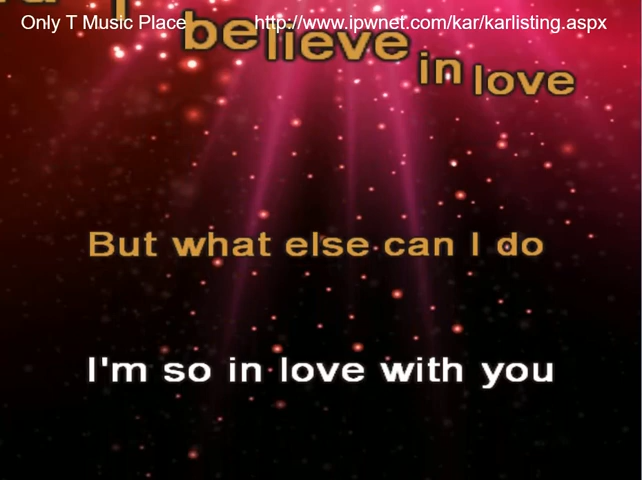 Only T Music Place http://www.ipwnet.com/kar/karlisting.aspx
I
believe in love
But what else can I do
I'm so in love with you